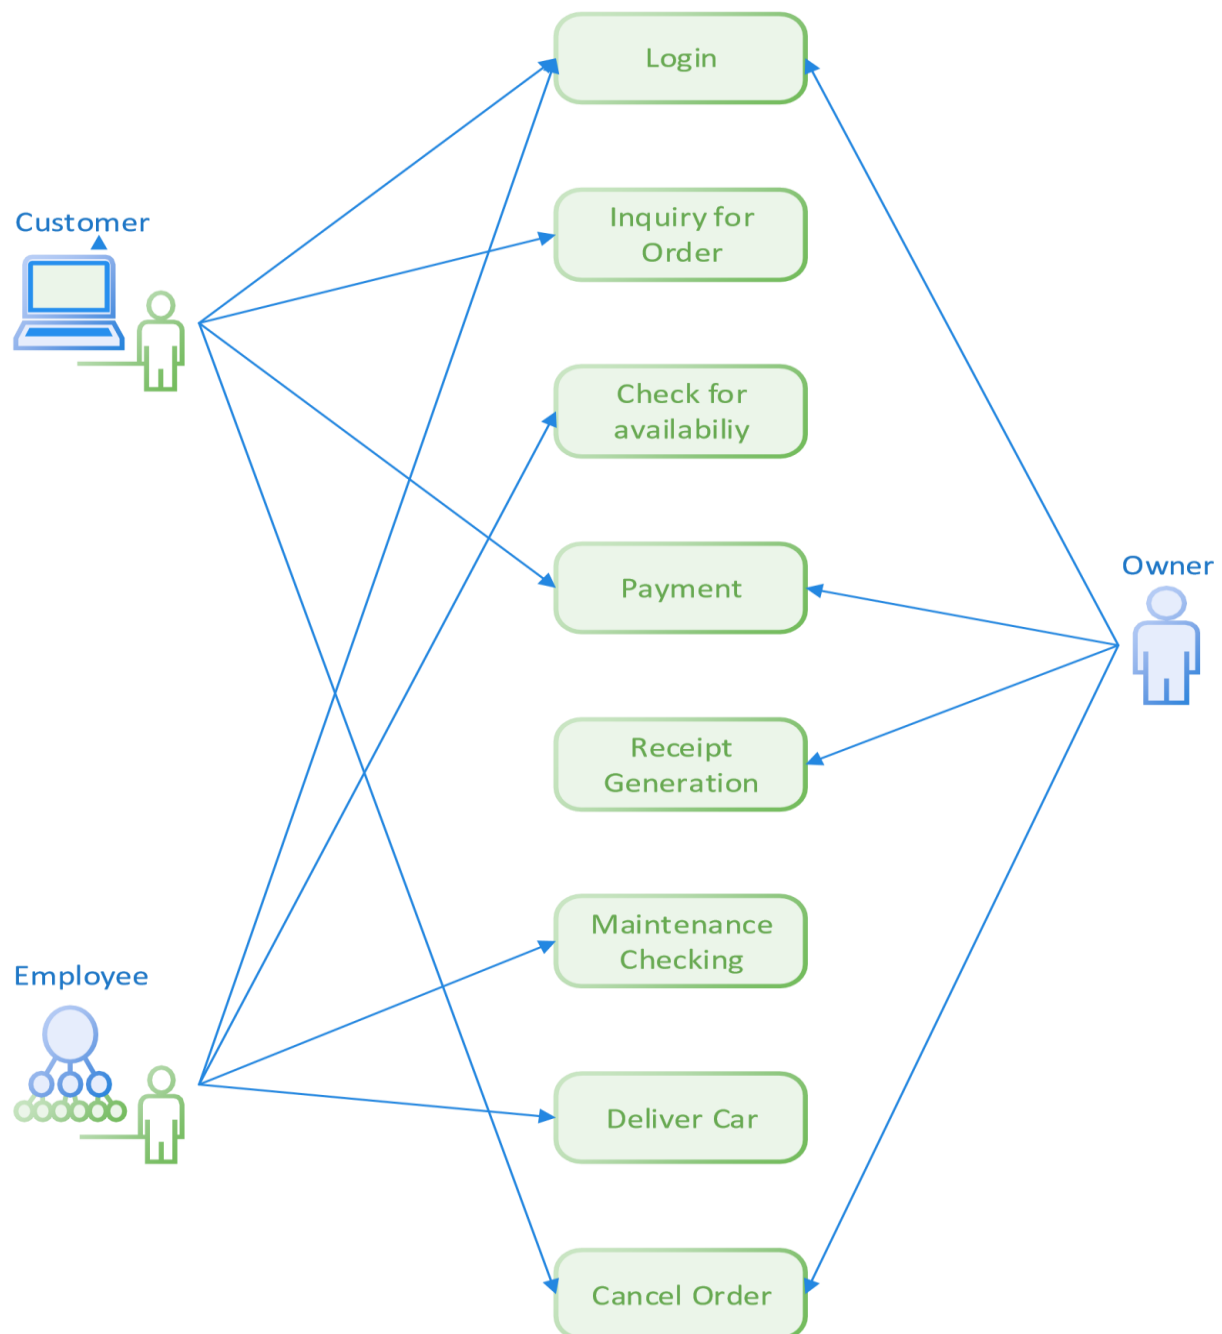 Login
Inquiry for
Order
Customer
Check for
availabiliy
Payment
Owner
Receipt
Generation
Maintenance
Checking
Employee
Deliver Car
Cancel Order